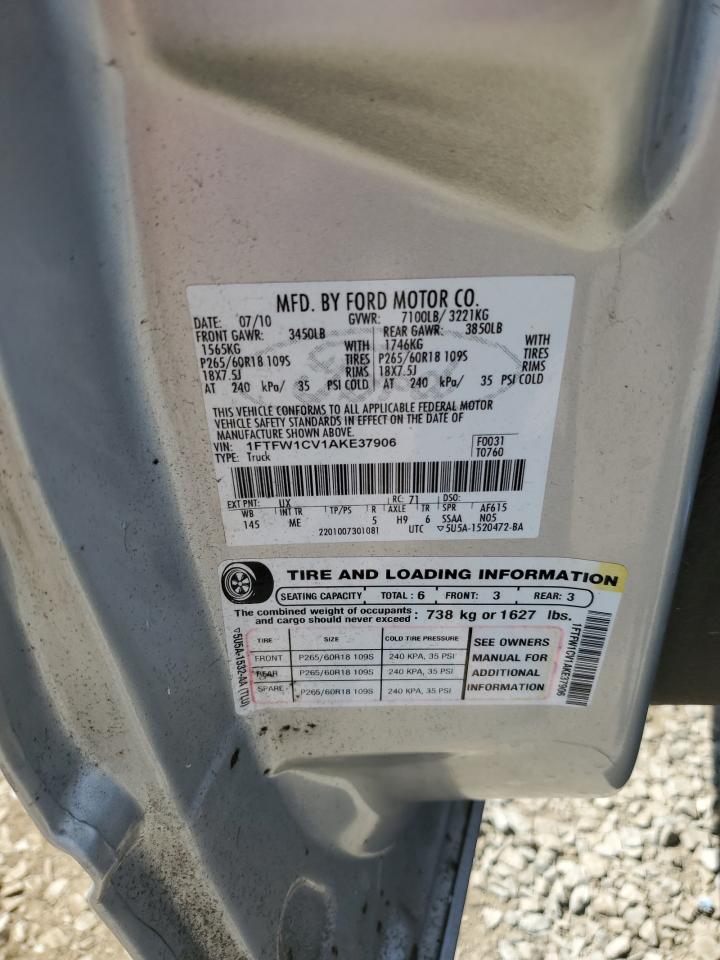 MFD. BY FORD MOTOR CO.
DATE: 07/10 GVWR: 7100LB/ 3221KG
FRONT GAWR: 3450LB REAR GAWR: 3850LB
1565KG WITH 1746KG WITH
P265/60R18 109S TIRES P265/60R18 109S TIRES
18X7.5J RIMS 18X7.5J RIMS
AT 240 kPa/ 35 PSI COLD AT 240 kPa/ 35 PSI COLD
THIS VEHICLE CONFORMS TO ALL APPLICABLE FEDERAL MOTOR
VEHICLE SAFETY STANDARDS IN EFFECT ON THE DATE OF
MANUFACTURE SHOWN ABOVE.
VIN: 1FTFW1CV1AKE37906 F0031
TYPE: Truck T0760
EXT PNT: UX RC: 71 DSO:
WB INT TR TP/PS R AXLE TR SPR AF615
145 ME 5 H9 6 SSAA N05
2201007301081 UTC ▽5U5A-1520472-BA
TIRE AND LOADING INFORMATION
SEATING CAPACITY TOTAL: 6 FRONT: 3 REAR: 3
The combined weight of occupants
and cargo should never exceed : 738 kg or 1627 lbs.
TIRE SIZE COLD TIRE PRESSURE SEE OWNERS
FRONT P265/60R18 109S 240 KPA, 35 PSI MANUAL FOR
REAR P265/60R18 109S 240 KPA, 35 PSI ADDITIONAL
SPARE P265/60R18 109S 240 KPA, 35 PSI INFORMATION
1FTFW1CV1AKE37906